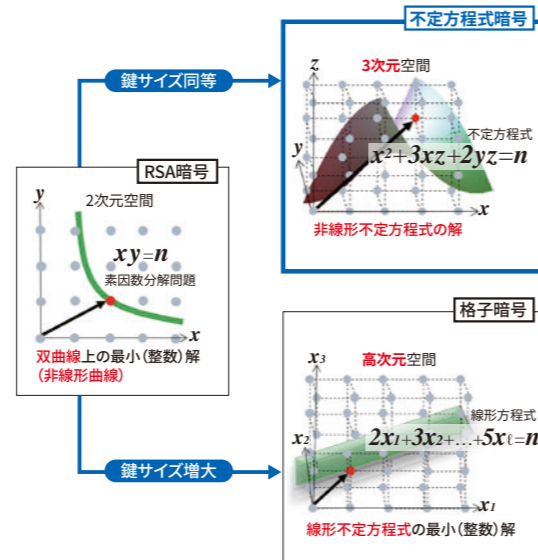 不定方程式暗号
鍵サイズ同等
z
3次元空間
y
不定方程式
x²+3xz+2yz=n
x
非線形不定方程式の解
RSA暗号
y
2次元空間
xy=n
素因数分解問題
x
双曲線上の最小(整数)解
(非線形曲線)
格子暗号
x₃
高次元空間
線形方程式
x₂
2x₁+3x₂+…+5xℓ=n
x₁
線形不定方程式の最小(整数)解
鍵サイズ増大